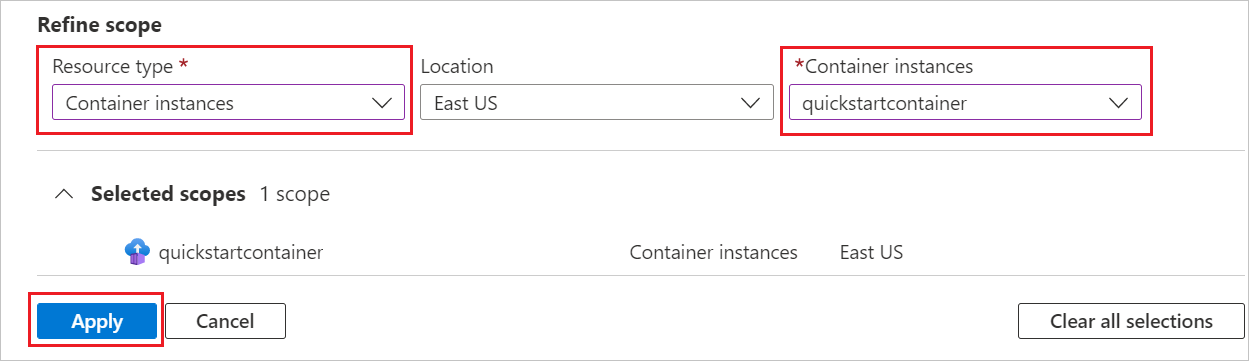 Refine scope
Resource type * Location *Container instances
Container instances East US quickstartcontainer
Selected scopes 1 scope
quickstartcontainer Container instances East US
Apply Cancel Clear all selections